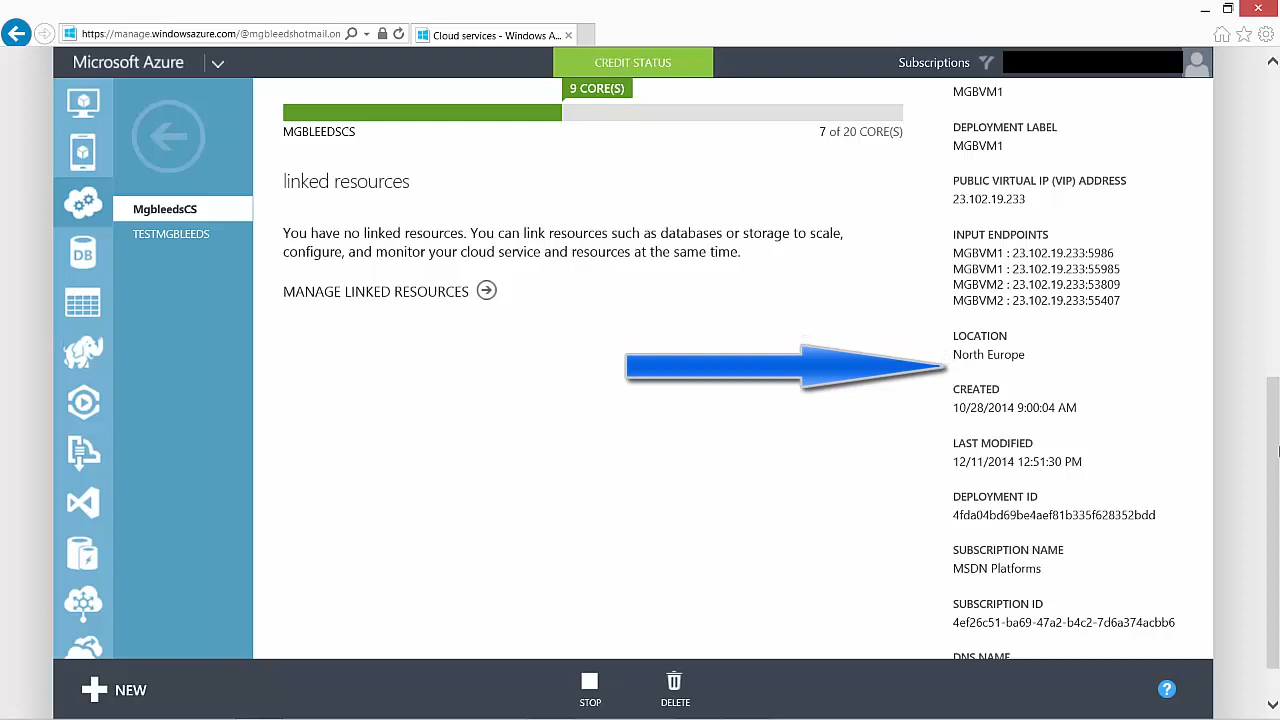 https://manage.windowsazure.com/@mgbleedshotmail.on
Cloud services - Windows A...
Microsoft Azure
CREDIT STATUS
Subscriptions
9 CORE(S)
MGBLEEDSCS
7 of 20 CORE(S)
MgbleedsCS
TESTMGBLEEDS
DB
linked resources
You have no linked resources. You can link resources such as databases or storage to scale,
configure, and monitor your cloud service and resources at the same time.
MANAGE LINKED RESOURCES
MGBVM1
DEPLOYMENT LABEL
MGBVM1
PUBLIC VIRTUAL IP (VIP) ADDRESS
23.102.19.233
INPUT ENDPOINTS
MGBVM1 : 23.102.19.233:5986
MGBVM1 : 23.102.19.233:55985
MGBVM2 : 23.102.19.233:53809
MGBVM2 : 23.102.19.233:55407
LOCATION
North Europe
CREATED
10/28/2014 9:00:04 AM
LAST MODIFIED
12/11/2014 12:51:30 PM
DEPLOYMENT ID
4fda04bd69be4aef81b335f628352bdd
SUBSCRIPTION NAME
MSDN Platforms
SUBSCRIPTION ID
4ef26c51-ba69-47a2-b4c2-7d6a374acbb6
DNS NAME
NEW
STOP
DELETE
?